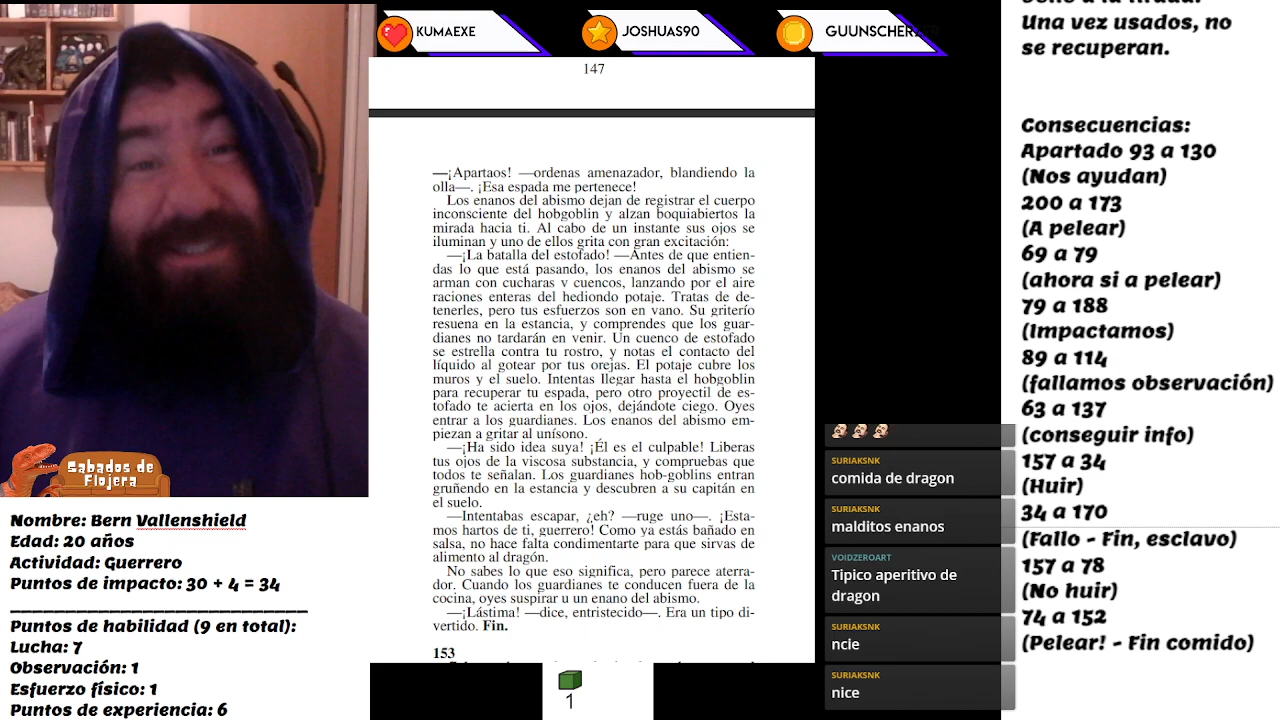 KUMAEXE
JOSHUAS90
GUUNSCHER
147
—¡Apartaos! —ordenas amenazador, blandiendo la
olla—. ¡Esa espada me pertenece!
Los enanos del abismo dejan de registrar el cuerpo
inconsciente del hobgoblin y alzan boquiabiertos la
mirada hacia ti. Al cabo de un instante sus ojos se
iluminan y uno de ellos grita con gran excitación:
—¡La batalla del estofado! —Antes de que entien-
das lo que está pasando, los enanos del abismo se
arman con cucharas y cuencos, lanzando por el aire
raciones enteras del hediondo potaje. Tratas de de-
tenerles, pero tus esfuerzos son en vano. Su griterío
resuena en la estancia, y comprendes que los guar-
dianes no tardarán en venir. Un cuenco de estofado
se estrella contra tu rostro, y notas el contacto del
líquido al gotear por tus orejas. El potaje cubre los
muros y el suelo. Intentas llegar hasta el hobgoblin
para recuperar tu espada, pero otro proyectil de es-
tofado te acierta en los ojos, dejándote ciego. Oyes
entrar a los guardianes. Los enanos del abismo em-
piezan a gritar al unísono.
—¡Ha sido idea suya! ¡Él es el culpable! Liberas
tus ojos de la viscosa substancia, y compruebas que
todos te señalan. Los guardianes hob-goblins entran
gruñendo en la estancia y descubren a su capitán en
el suelo.
—Intentabas escapar, ¿eh? —ruge uno—. ¡Esta-
mos hartos de ti, guerrero! Como ya estás bañado en
salsa, no hace falta condimentarte para que sirvas de
alimento al dragón.
No sabes lo que eso significa, pero parece aterra-
dor. Cuando los guardianes te conducen fuera de la
cocina, oyes suspirar u un enano del abismo.
—¡Lástima! —dice, entristecido—. Era un tipo di-
vertido. Fin.
153
1
Sabados de
Flojera
Nombre: Bern Vallenshield
Edad: 20 años
Actividad: Guerrero
Puntos de impacto: 30 + 4 = 34
Puntos de habilidad (9 en total):
Lucha: 7
Observación: 1
Esfuerzo físico: 1
Puntos de experiencia: 6
SURIAKSNK
comida de dragon
SURIAKSNK
malditos enanos
VOIDZEROART
Tipico aperitivo de
dragon
SURIAKSNK
ncie
SURIAKSNK
nice
Una vez usados, no
se recuperan.
Consecuencias:
Apartado 93 a 130
(Nos ayudan)
200 a 173
(A pelear)
69 a 79
(ahora si a pelear)
79 a 188
(Impactamos)
89 a 114
(fallamos observación)
63 a 137
(conseguir info)
157 a 34
(Huir)
34 a 170
(Fallo - Fin, esclavo)
157 a 78
(No huir)
74 a 152
(Pelear! - Fin comido)